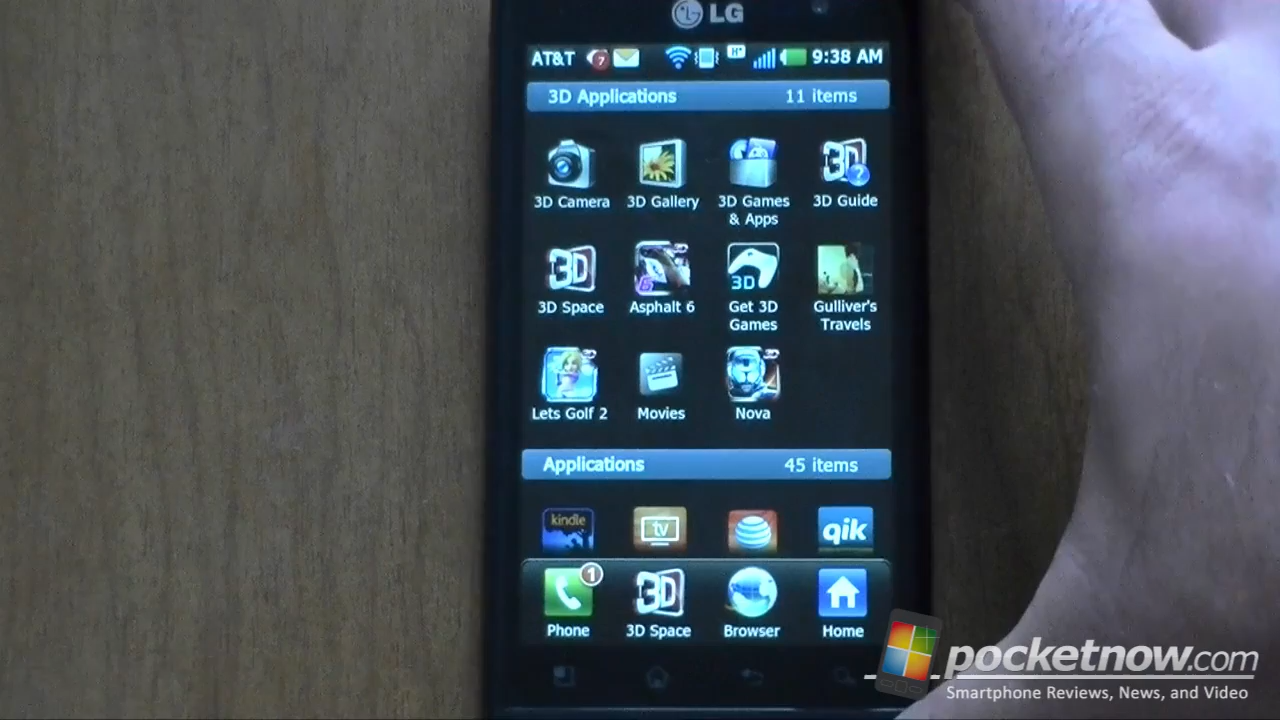 LG
AT&T 7 H+ 9:38 AM
3D Applications 11 items
3D Camera 3D Gallery 3D Games & Apps 3D Guide
3D Space Asphalt 6 Get 3D Games Gulliver's Travels
Lets Golf 2 Movies Nova
Applications 45 items
kindle tv qik
1
Phone 3D Space Browser Home
pocketnow.com
Smartphone Reviews, News, and Video